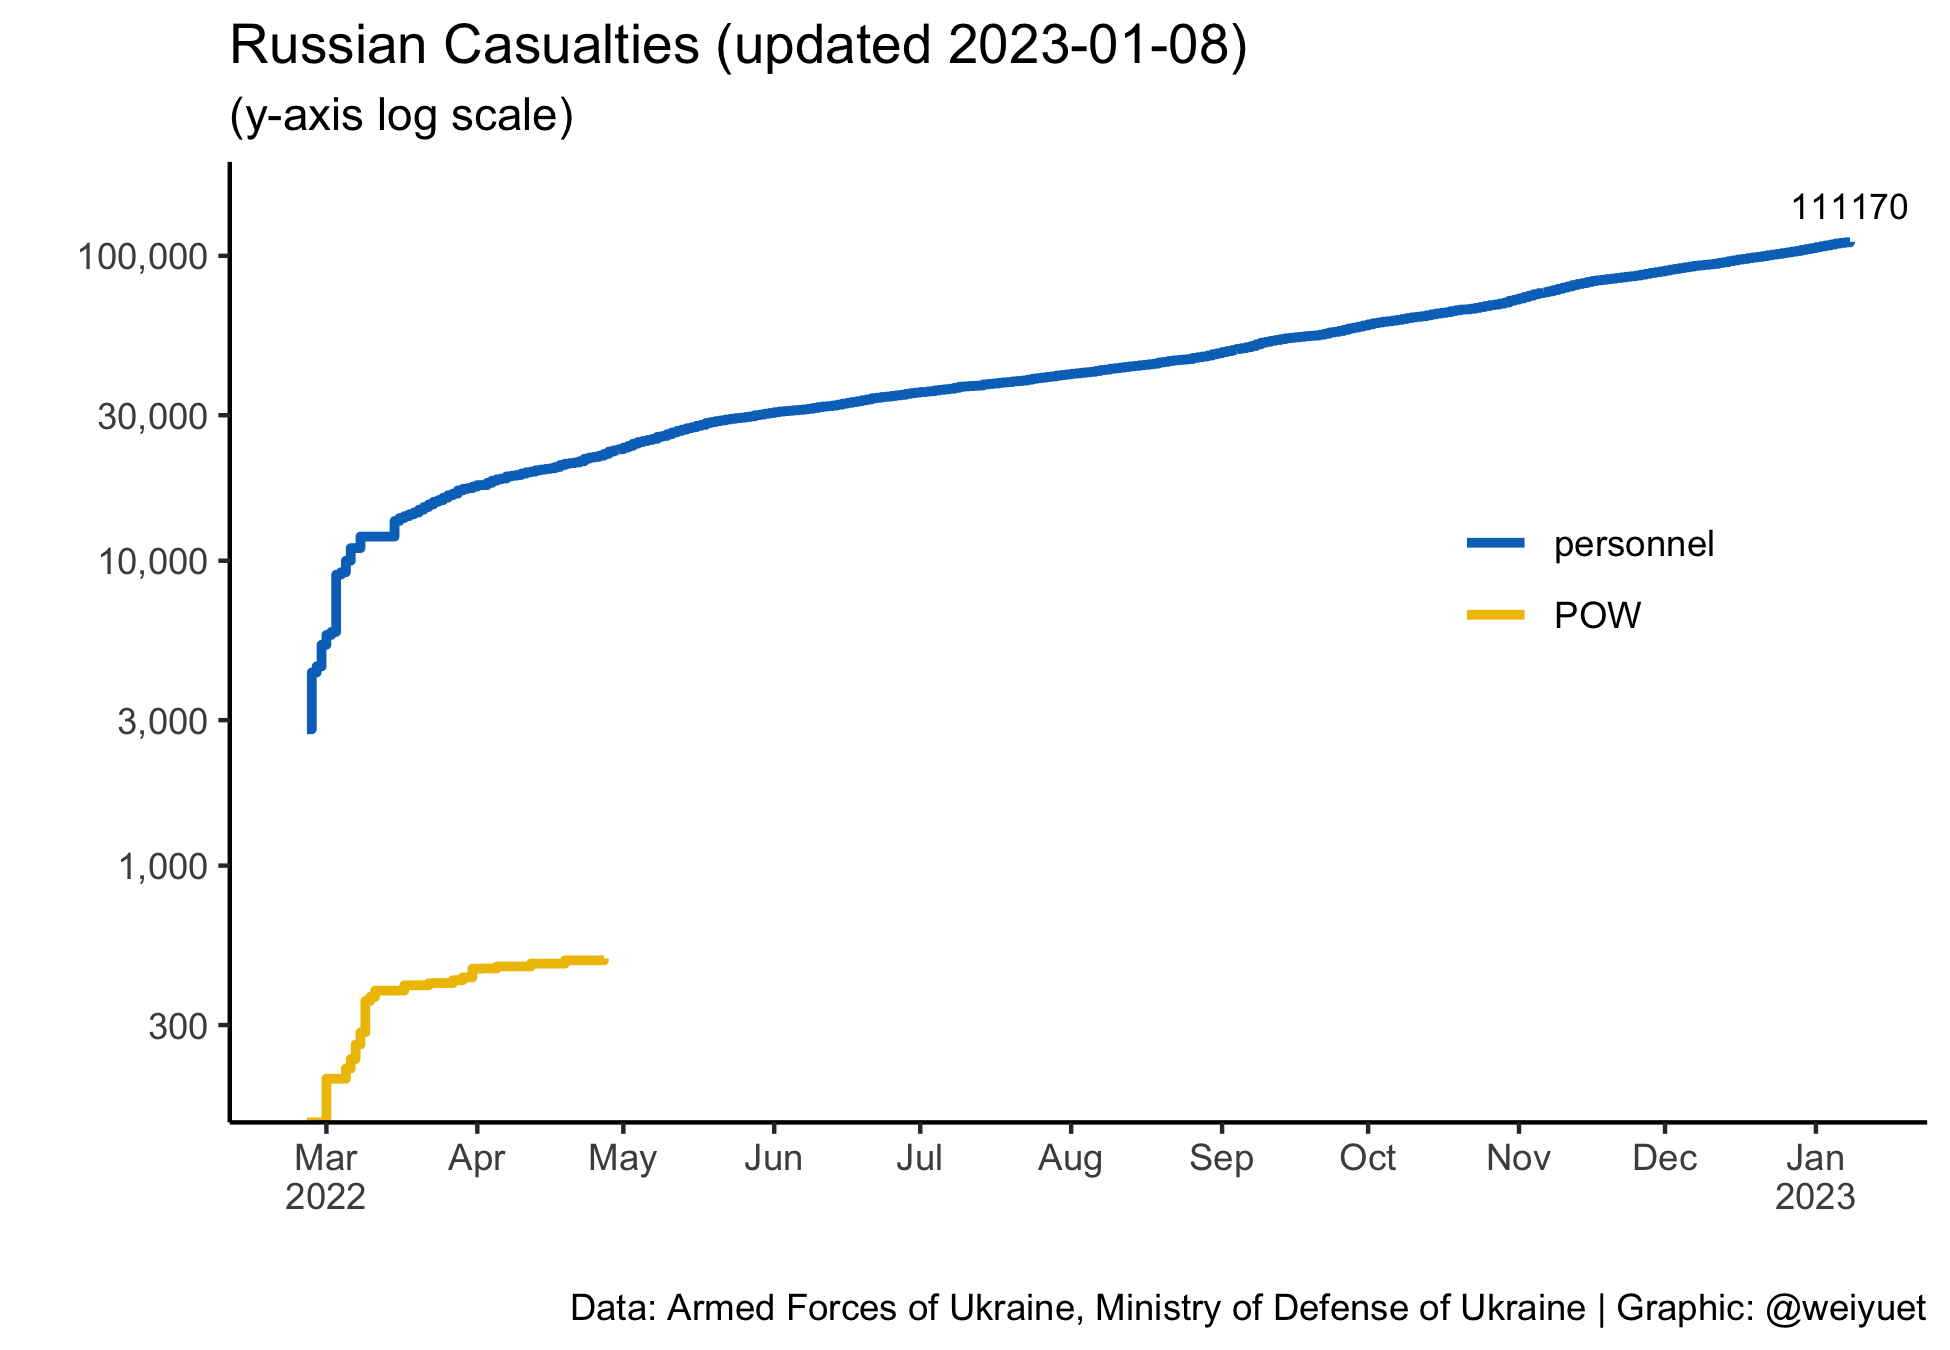 Russian Casualties (updated 2023-01-08)
(y-axis log scale)
111170
100,000
30,000
10,000
3,000
1,000
300
personnel
POW
Mar Apr May Jun Jul Aug Sep Oct Nov Dec Jan
2022 2023
Data: Armed Forces of Ukraine, Ministry of Defense of Ukraine | Graphic: @weiyuet